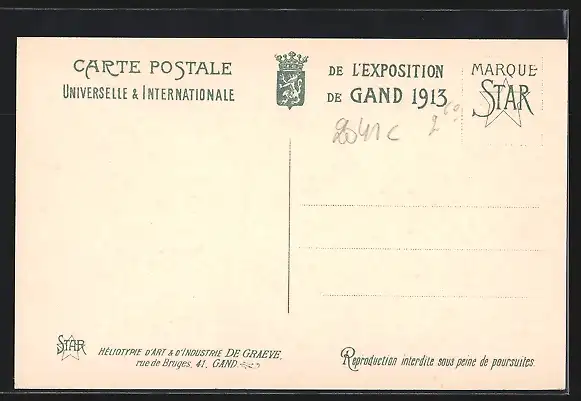 CARTE POSTALE
UNIVERSELLE & INTERNATIONALE
DE L'EXPOSITION
DE GAND 1913
MARQUE
STAR
2041c
STAR
HÉLIOTYPIE D'ART & D'INDUSTRIE DE GRAEVE,
rue de Bruges, 41, GAND
Reproduction interdite sous peine de poursuites.